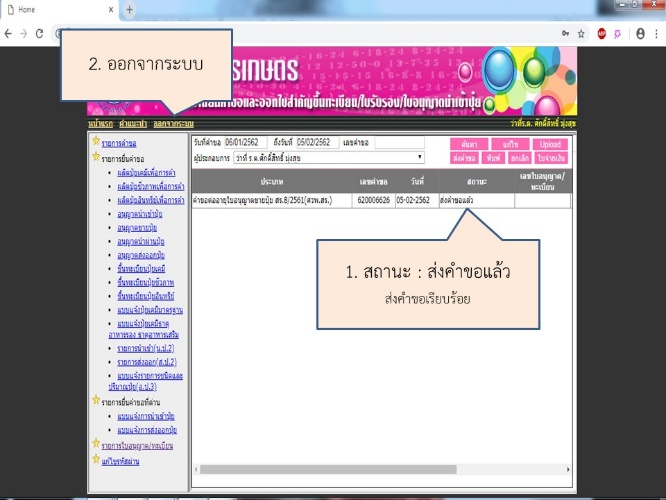 Home
2. ออกจากระบบ
หน้าแรก คำแนะนำ ออกจากระบบ
ว่าที่ร.ต. ศักดิ์สิทธิ์ มุ่งสุข
รายการคำขอ
รายการยื่นคำขอ
ผลิตปุ๋ยเคมีเพื่อการค้า
ผลิตปุ๋ยชีวภาพเพื่อการค้า
ผลิตปุ๋ยอินทรีย์เพื่อการค้า
อนุญาตนำเข้าปุ๋ย
อนุญาตขายปุ๋ย
อนุญาตนำผ่านปุ๋ย
อนุญาตส่งออกปุ๋ย
ขึ้นทะเบียนปุ๋ยเคมี
ขึ้นทะเบียนปุ๋ยชีวภาพ
ขึ้นทะเบียนปุ๋ยอินทรีย์
แบบแจ้งปุ๋ยเคมีมาตรฐาน
แบบแจ้งปุ๋ยเคมีธาตุ
อาหารรอง ธาตุอาหารเสริม
รายการนำเข้า(น.ป.2)
รายการส่งออก(ส.ป.2)
แบบแจ้งรายการชนิดและ
ปริมาณปุ๋ย(อ.ป.3)
รายการยื่นคำขอที่ด่าน
แบบแจ้งการนำเข้าปุ๋ย
แบบแจ้งการส่งออกปุ๋ย
รายการใบอนุญาต/ทะเบียน
แก้ไขรหัสผ่าน
วันที่คำขอ 06/01/2562 ถึงวันที่ 05/02/2562 เลขคำขอ
ค้นหา แก้ไข Upload
ผู้ประกอบการ ว่าที่ ร.ต.ศักดิ์สิทธิ์ มุ่งสุข
ส่งคำขอ พิมพ์ ยกเลิก ใบจ่ายเงิน
ประเภท เลขคำขอ วันที่ สถานะ เลขใบอนุญาต/
ทะเบียน
คำขอต่ออายุใบอนุญาตขายปุ๋ย สร.8/2561(ศวพ.สร.) 620006626 05-02-2562 ส่งคำขอแล้ว
1. สถานะ : ส่งคำขอแล้ว
ส่งคำขอเรียบร้อย